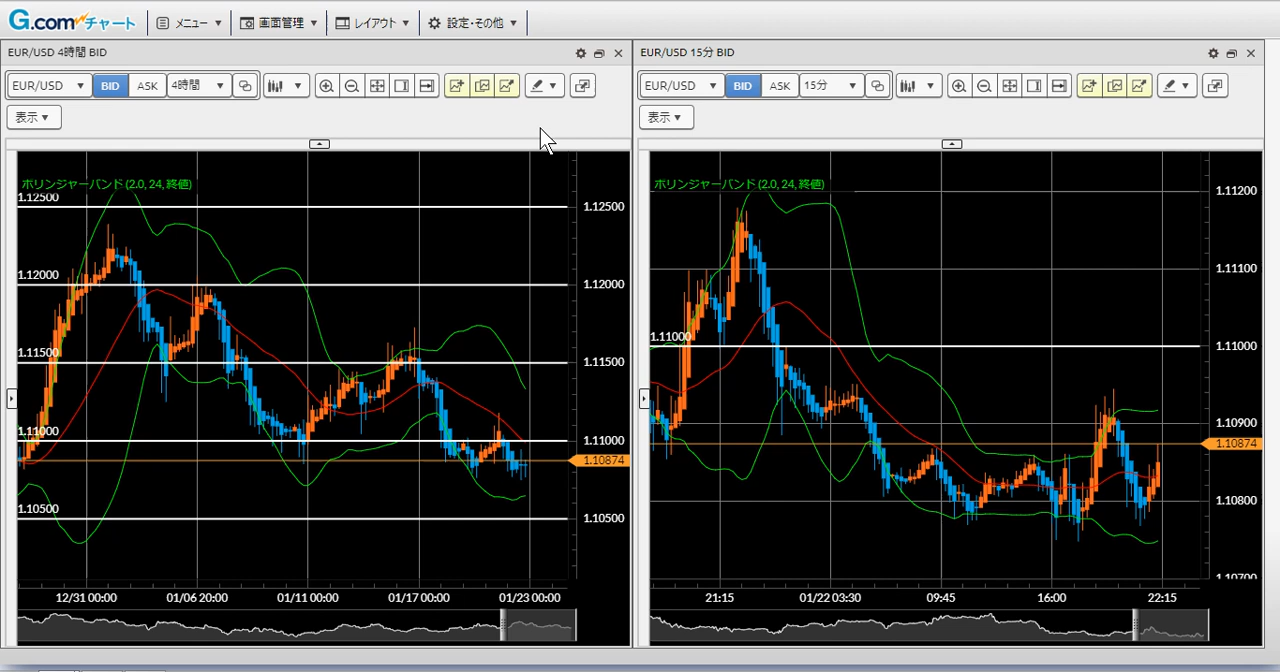 G.comチャート メニュー ▼ 画面管理 ▼ レイアウト ▼ 設定・その他 ▼
EUR/USD 4時間 BID
EUR/USD ▼ BID ASK 4時間 ▼
表示 ▼
ボリンジャーバンド (2.0, 24, 終値)
1.12500
1.12000
1.11500
1.11000
1.10500
1.12500
1.12000
1.11500
1.11000
1.10874
1.10500
12/31 00:00 01/06 20:00 01/11 00:00 01/17 00:00 01/23 00:00
EUR/USD 15分 BID
EUR/USD ▼ BID ASK 15分 ▼
表示 ▼
ボリンジャーバンド (2.0, 24, 終値)
1.11000
1.11200
1.11100
1.11000
1.10900
1.10874
1.10800
1.10700
21:15 01/22 03:30 09:45 16:00 22:15